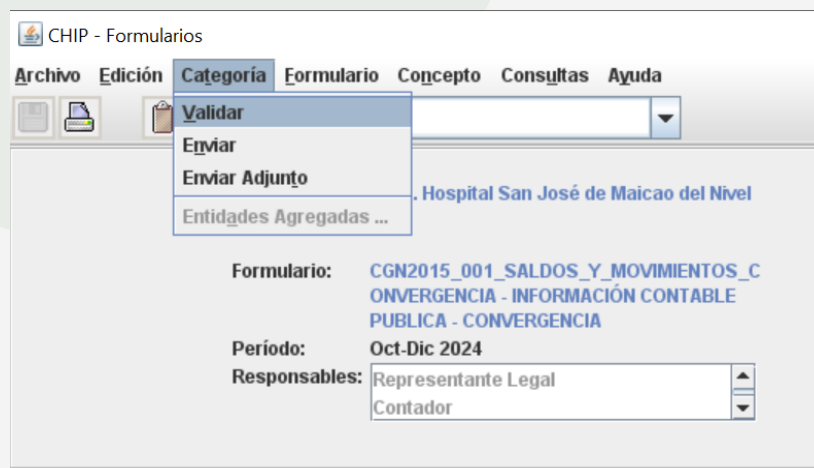 CHIP - Formularios
Archivo Edición Categoría Formulario Concepto Consultas Ayuda
Validar
Enviar
Enviar Adjunto
. Hospital San José de Maicao del Nivel
Entidades Agregadas ...
Formulario: CGN2015_001_SALDOS_Y_MOVIMIENTOS_C
ONVERGENCIA - INFORMACIÓN CONTABLE
PUBLICA - CONVERGENCIA
Período: Oct-Dic 2024
Responsables: Representante Legal
Contador